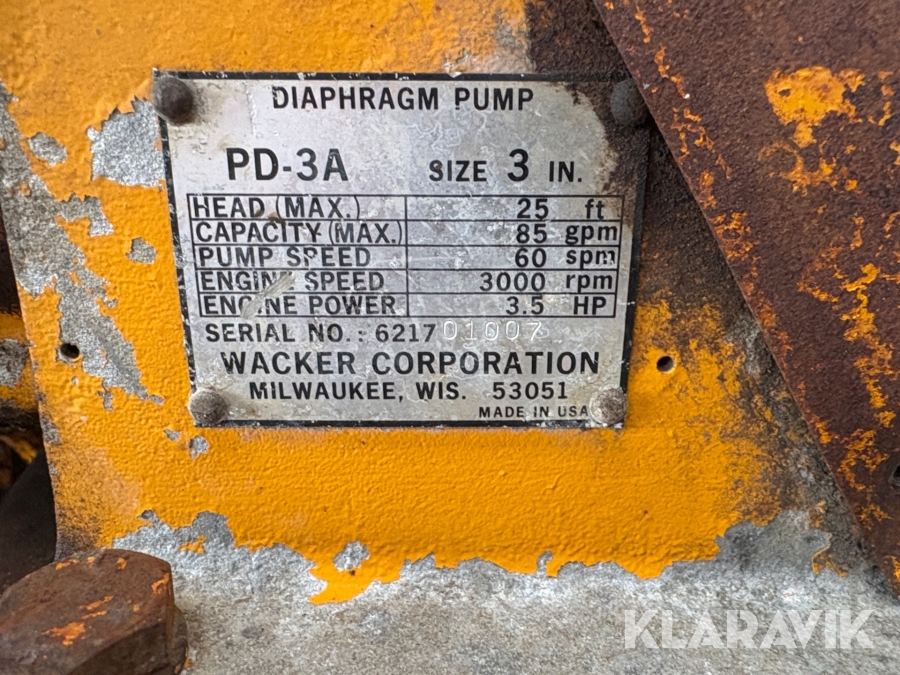 DIAPHRAGM PUMP
PD-3A SIZE 3 IN.
HEAD (MAX.) 25 ft
CAPACITY (MAX.) 85 gpm
PUMP SPEED 60 spm
ENGINE SPEED 3000 rpm
ENGINE POWER 3.5 HP
SERIAL NO.: 621701007
WACKER CORPORATION
MILWAUKEE, WIS. 53051
MADE IN USA
KLARAVIK